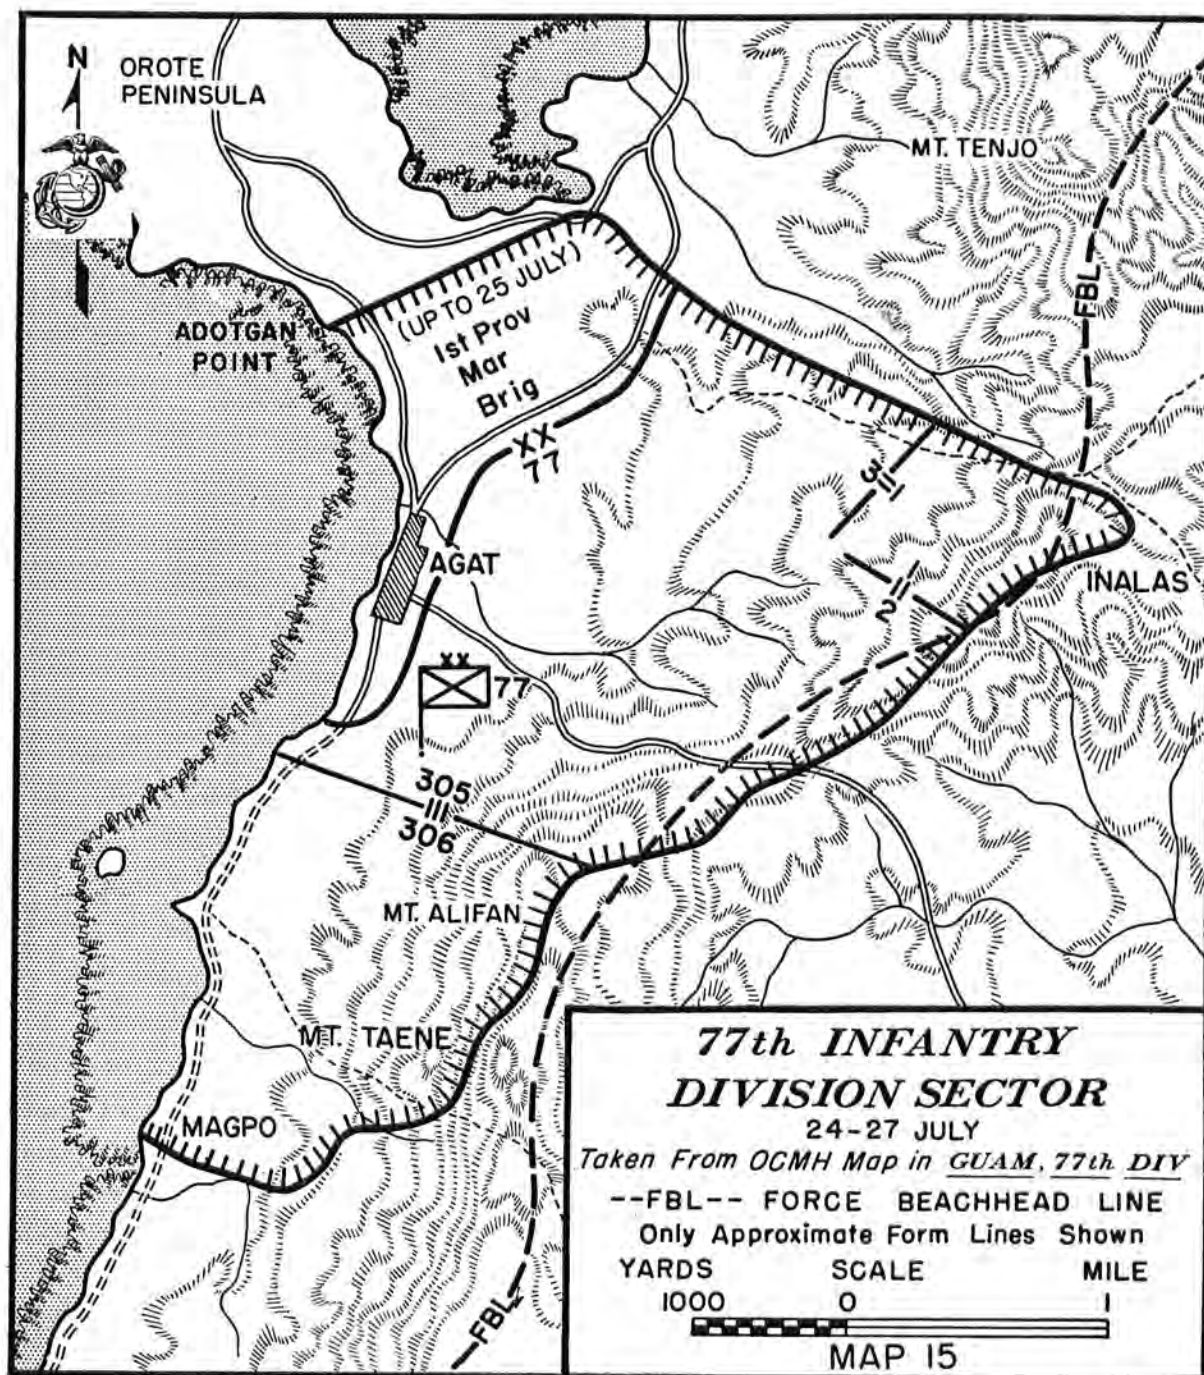 N
OROTE
PENINSULA
MT. TENJO
FBL
ADOTGAN
POINT
(UP TO 25 JULY)
1st Prov
Mar
Brig
XX
77
3 1
AGAT
2 1
INALAS
XX
77
305
III
306
MT. ALIFAN
MT. TAENE
MAGPO
FBL
77th INFANTRY
DIVISION SECTOR
24-27 JULY
Taken From OCMH Map in GUAM, 77th DIV
--FBL-- FORCE BEACHHEAD LINE
Only Approximate Form Lines Shown
YARDS SCALE MILE
1000 0 1
MAP 15